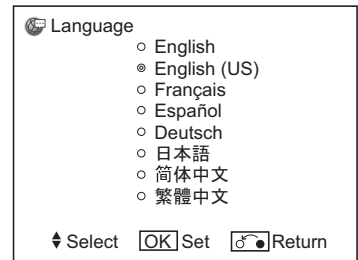 Language
English
English (US)
Français
Español
Deutsch
日本語
简体中文
繁體中文
Select OK Set Return